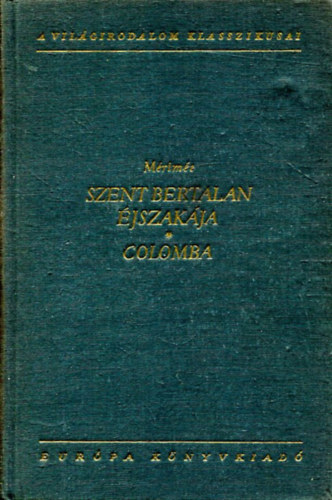 A VILÁGIRODALOM KLASSZIKUSAI
Mérimée
SZENT BERTALAN
ÉJSZAKÁJA
*
COLOMBA
EURÓPA KÖNYVKIADÓ